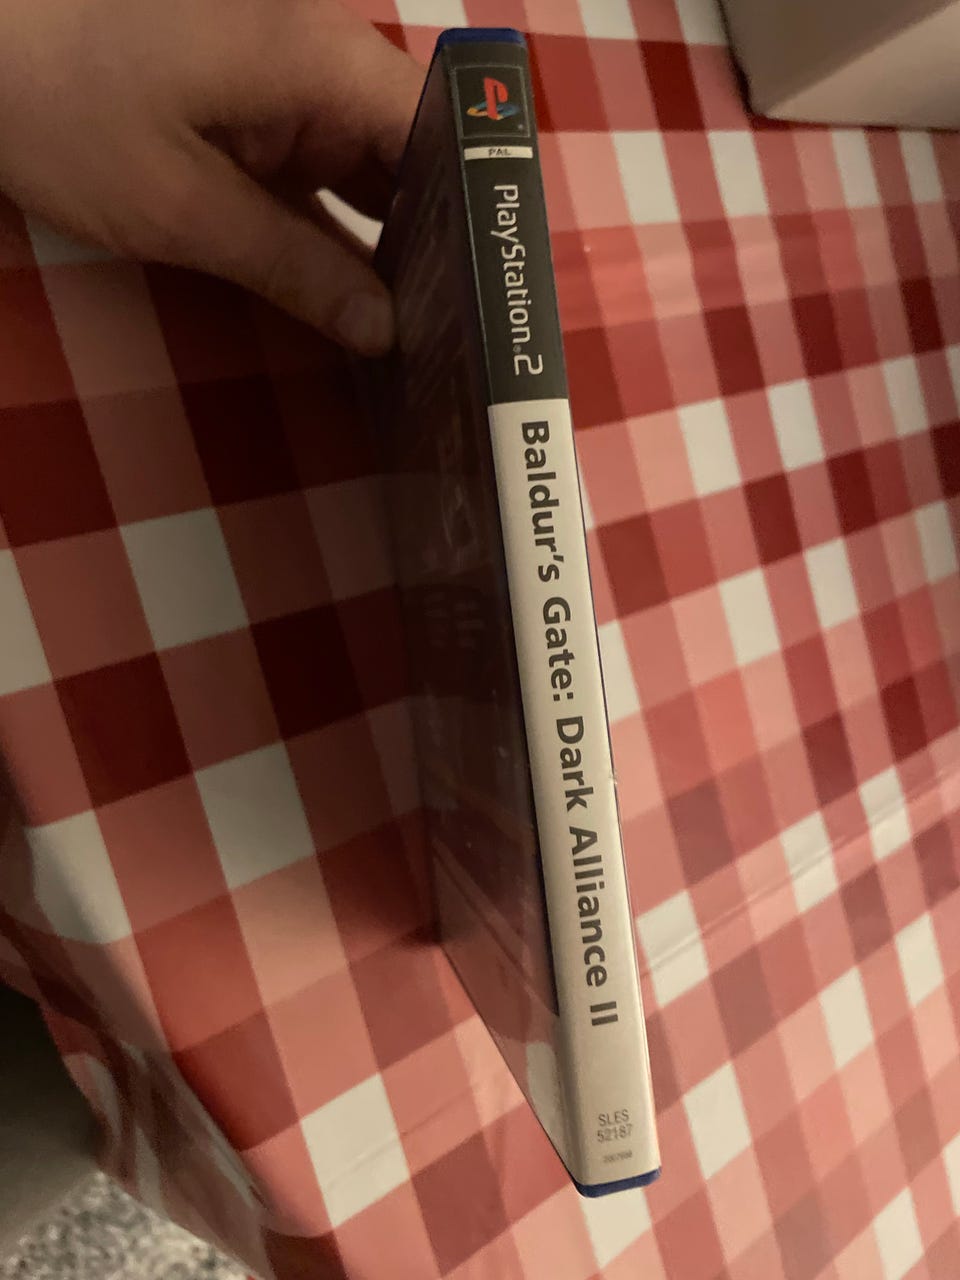 PAL
PlayStation®2
Baldur's Gate: Dark Alliance II
SLES
52187